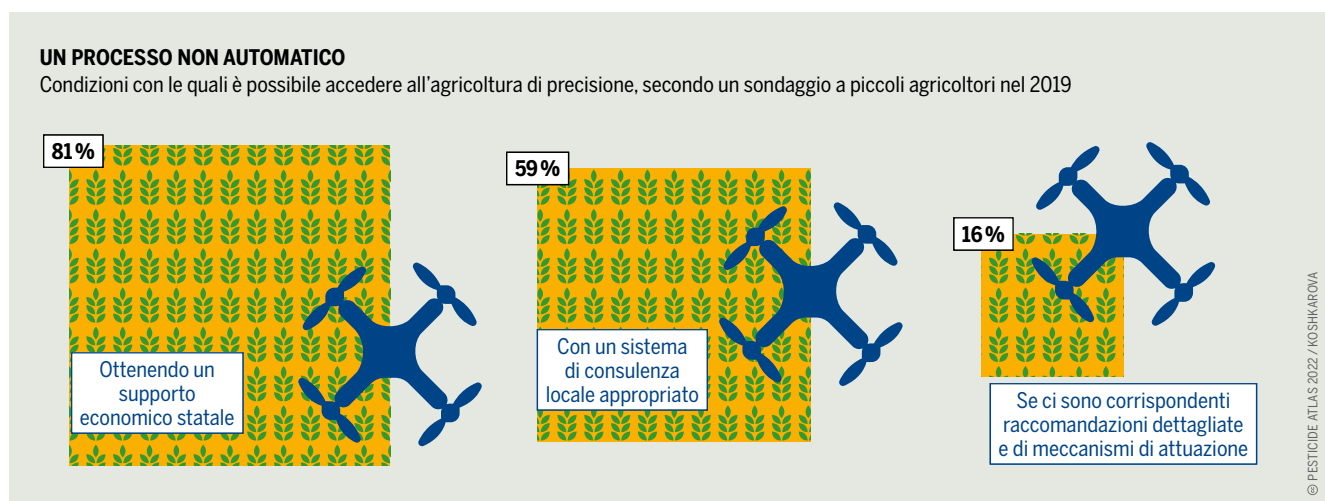 UN PROCESSO NON AUTOMATICO
Condizioni con le quali è possibile accedere all'agricoltura di precisione, secondo un sondaggio a piccoli agricoltori nel 2019
81 %
Ottenendo un
supporto
economico statale
59 %
Con un sistema
di consulenza
locale appropriato
16 %
Se ci sono corrispondenti
raccomandazioni dettagliate
e di meccanismi di attuazione
PESTICIDE ATLAS 2022 / KOSHKAROVA